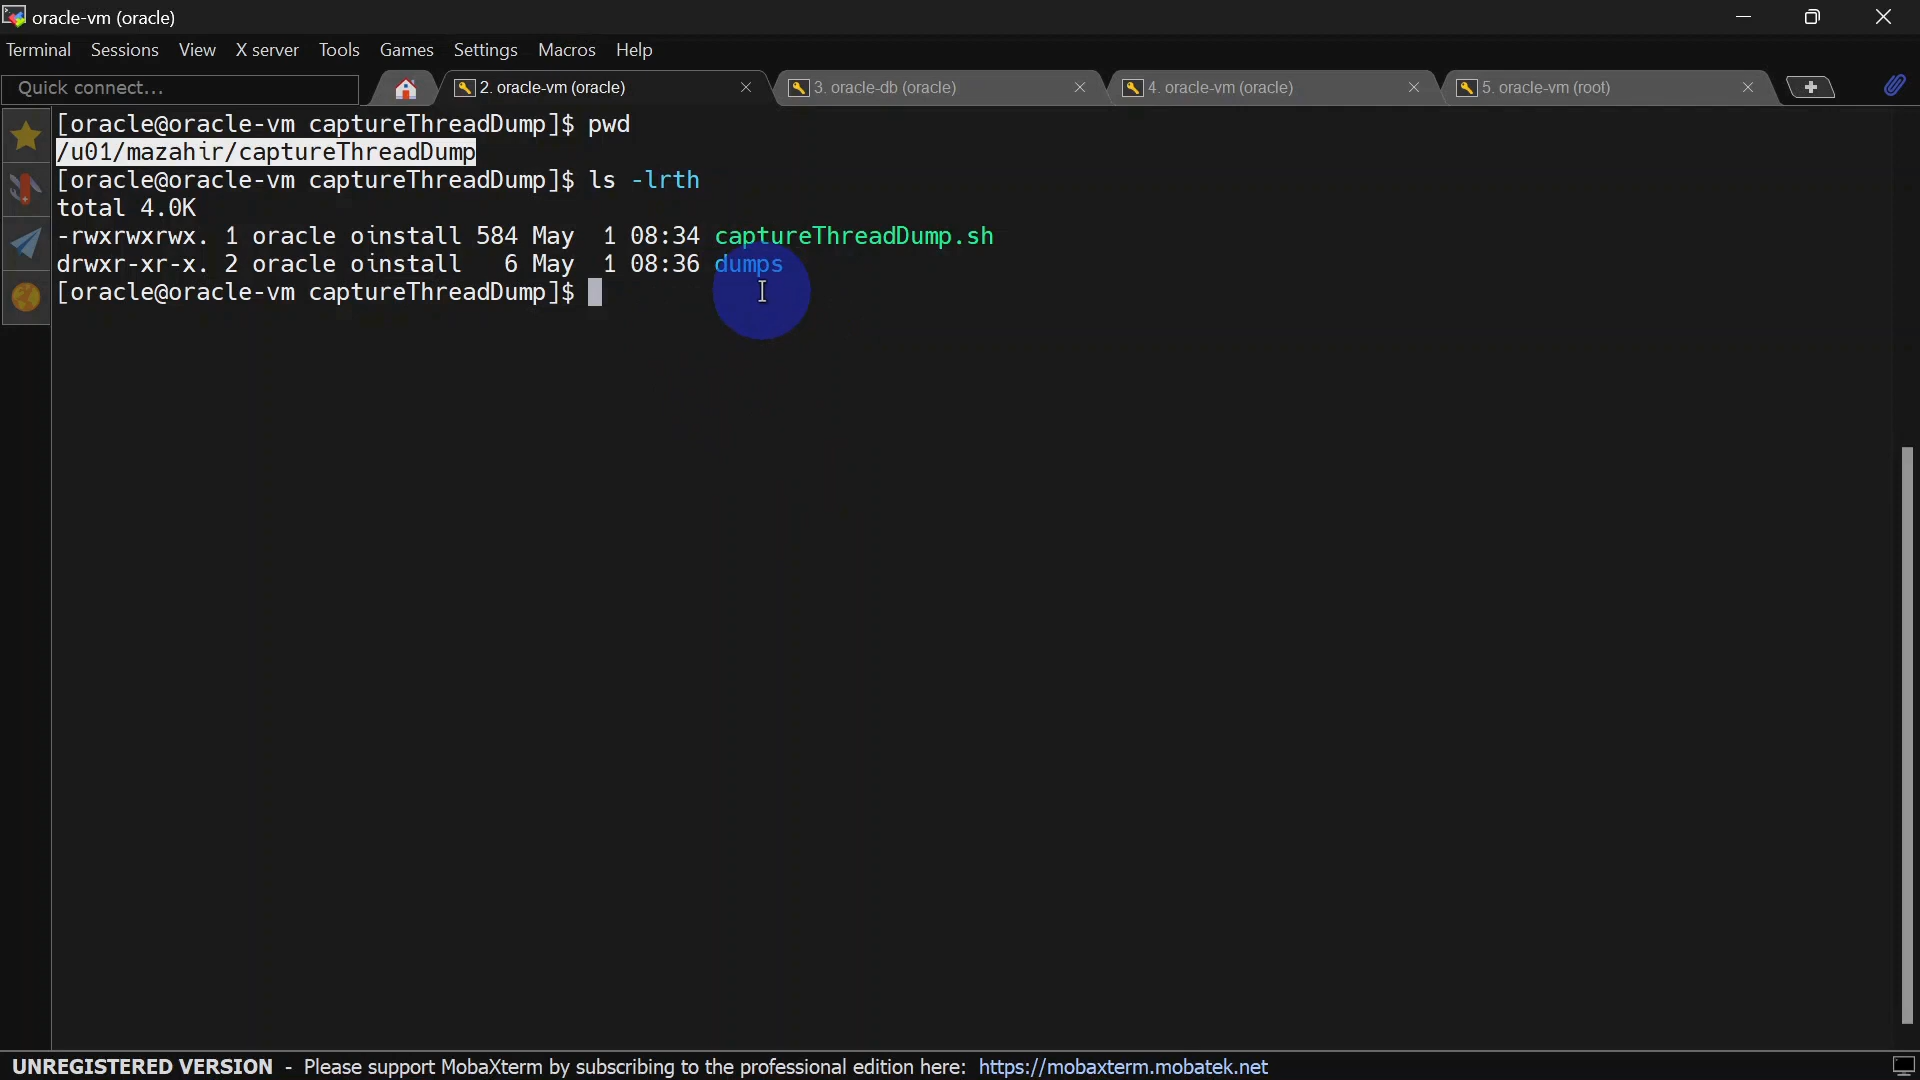 oracle-vm (oracle)
Terminal Sessions View X server Tools Games Settings Macros Help
Quick connect... 2. oracle-vm (oracle) 3. oracle-db (oracle) 4. oracle-vm (oracle) 5. oracle-vm (root)
[oracle@oracle-vm captureThreadDump]$ pwd
/u01/mazahir/captureThreadDump
[oracle@oracle-vm captureThreadDump]$ ls -lrth
total 4.0K
-rwxrwxrwx. 1 oracle oinstall 584 May  1 08:34 captureThreadDump.sh
drwxr-xr-x. 2 oracle oinstall   6 May  1 08:36 dumps
[oracle@oracle-vm captureThreadDump]$
UNREGISTERED VERSION - Please support MobaXterm by subscribing to the professional edition here: https://mobaxterm.mobatek.net